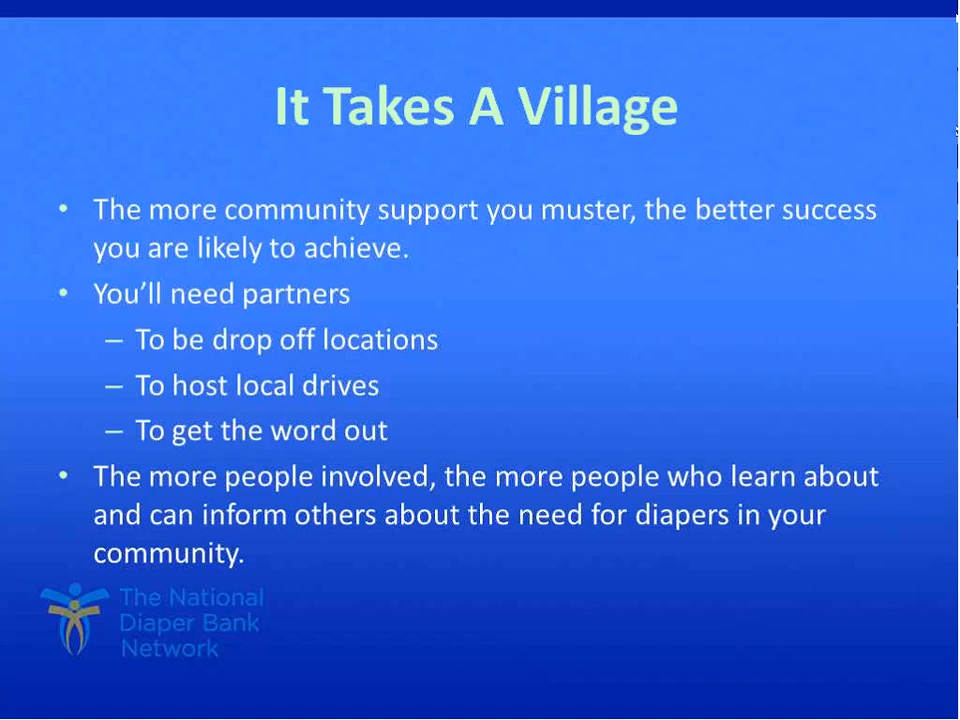 It Takes A Village
• The more community support you muster, the better success
you are likely to achieve.
• You’ll need partners
– To be drop off locations
– To host local drives
– To get the word out
• The more people involved, the more people who learn about
and can inform others about the need for diapers in your
community.
The National
Diaper Bank
Network